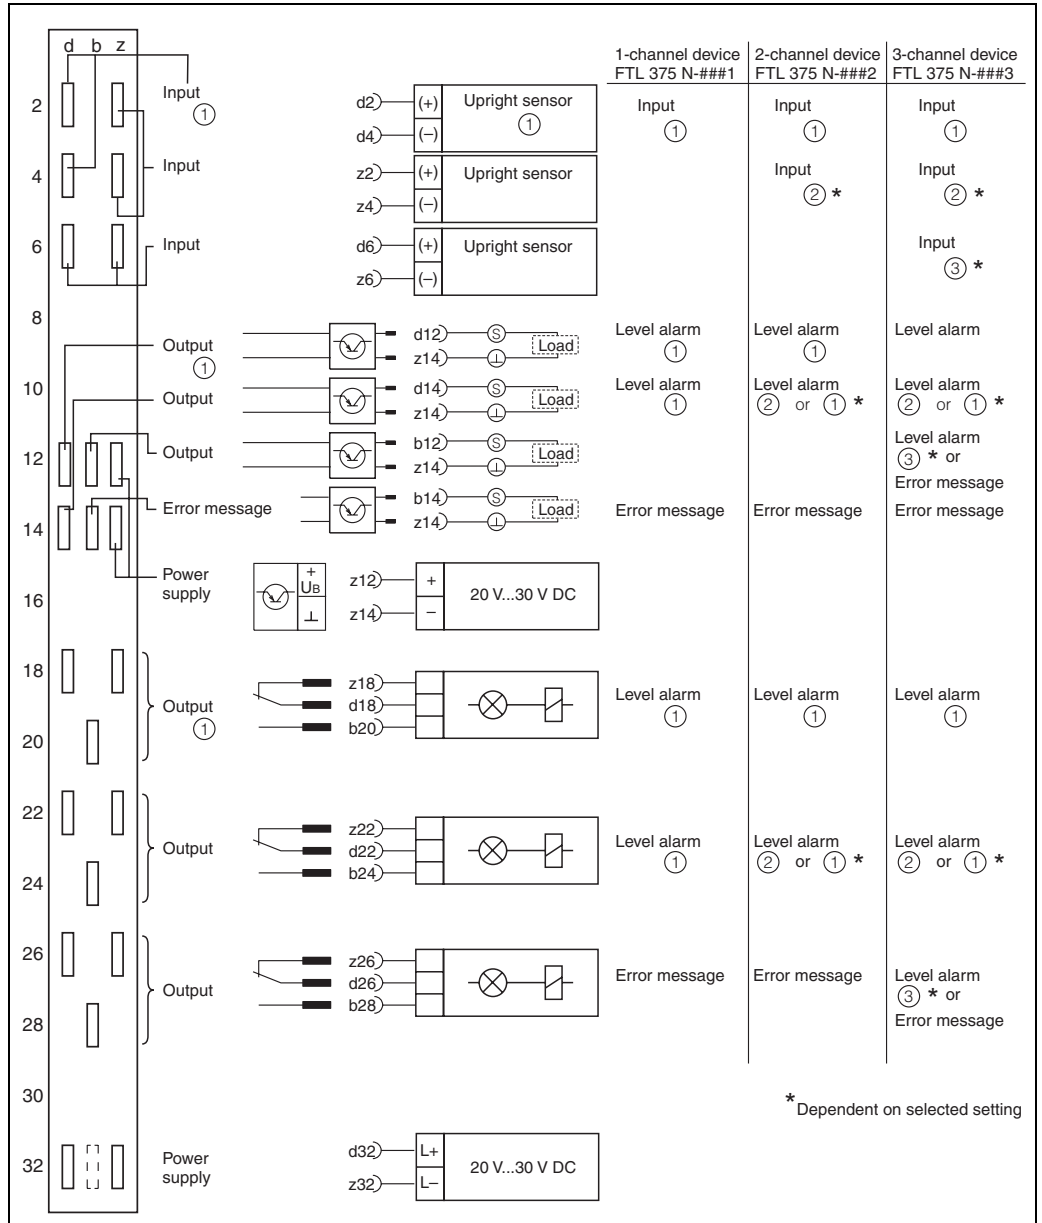 d b z
1-channel device
FTL 375 N-###1
2-channel device
FTL 375 N-###2
3-channel device
FTL 375 N-###3
2
Input
①
d2 (+) Upright sensor
①
d4 (–)
Input
①
Input
①
Input
①
4
Input
z2 (+) Upright sensor
z4 (–)
Input
② *
Input
② *
6
Input
d6 (+) Upright sensor
z6 (–)
Input
③ *
8
Output
①
d12 S Load
z14 ⊥
Level alarm
①
Level alarm
①
Level alarm
10
Output
d14 S Load
z14 ⊥
Level alarm
①
Level alarm
② or ① *
Level alarm
② or ① *
12
Output
b12 S Load
z14 ⊥
Level alarm
③ * or
Error message
14
Error message
b14 S Load
z14 ⊥
Error message
Error message
Error message
16
Power
supply
+
UB
⊥
z12 + 20 V...30 V DC
z14 –
18
20
Output
①
z18
d18
b20
Level alarm
①
Level alarm
①
Level alarm
①
22
24
Output
z22
d22
b24
Level alarm
①
Level alarm
② or ① *
Level alarm
② or ① *
26
28
Output
z26
d26
b28
Error message
Error message
Level alarm
③ * or
Error message
30
* Dependent on selected setting
32
Power
supply
d32 L+ 20 V...30 V DC
z32 L–